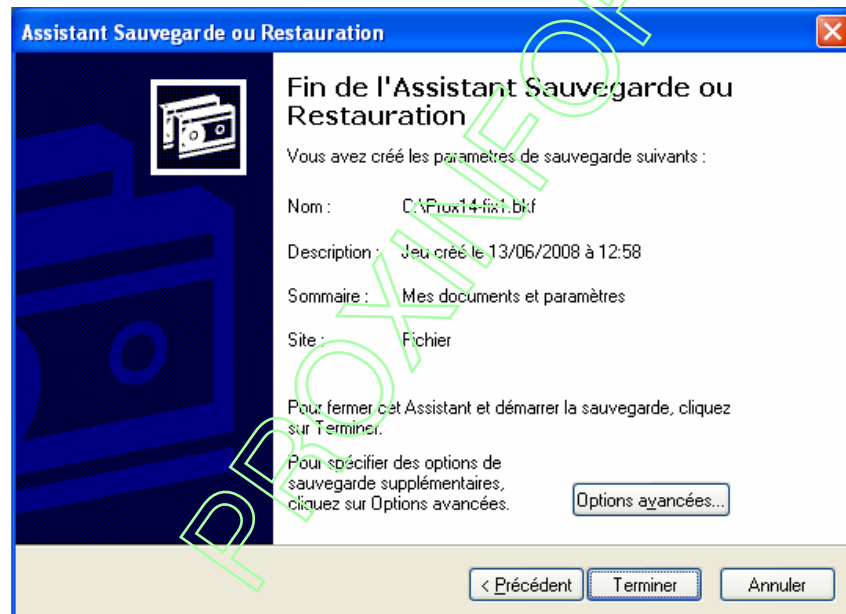 Assistant Sauvegarde ou Restauration
Fin de l'Assistant Sauvegarde ou
Restauration
Vous avez créé les paramètres de sauvegarde suivants :
Nom : C:\Prox14-fix1.bkf
Description : Jeu créé le 13/06/2008 à 12:58
Sommaire : Mes documents et paramètres
Site : Fichier
Pour fermer cet Assistant et démarrer la sauvegarde, cliquez
sur Terminer.
Pour spécifier des options de
sauvegarde supplémentaires,
cliquez sur Options avancées.
Options avancées...
< Précédent Terminer Annuler
PROXINFO